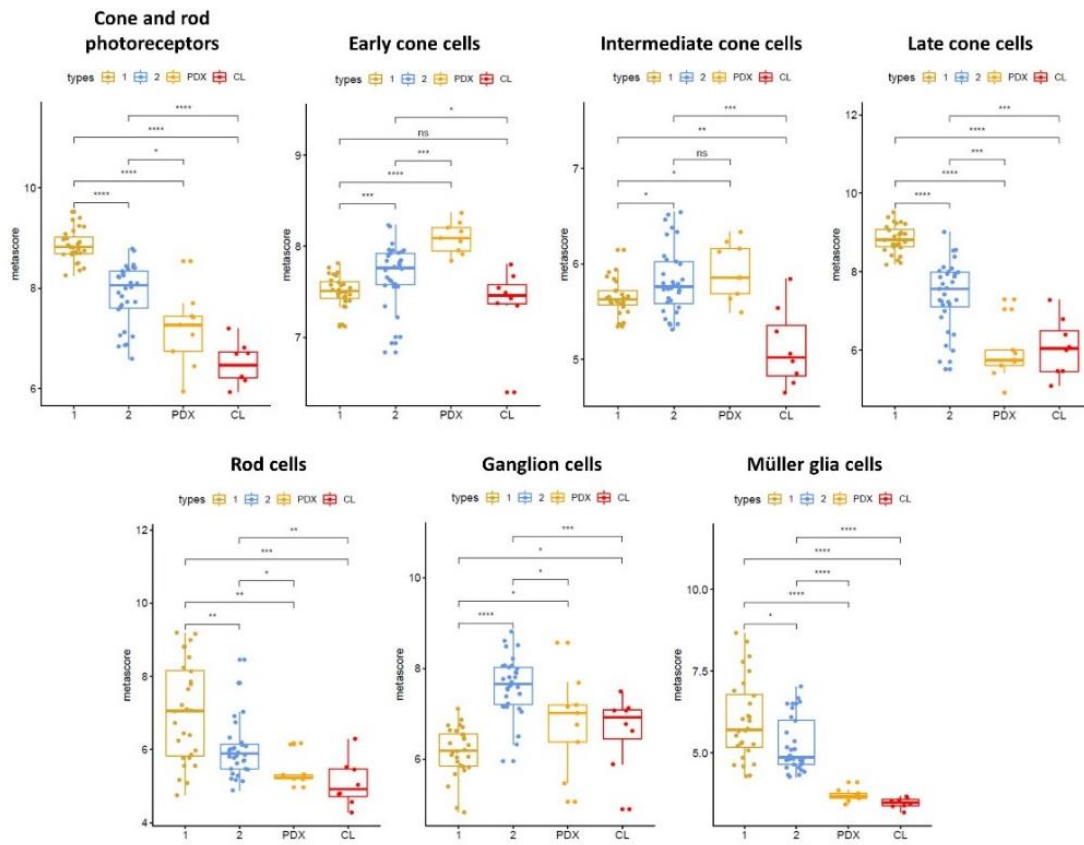 Cone and rod
photoreceptors
types 1 2 PDX CL
metascore
10
8
6
****
****
*
****
****
1 2 PDX CL
Early cone cells
types 1 2 PDX CL
metascore
9
8
7
*
ns
***
****
***
1 2 PDX CL
Intermediate cone cells
types 1 2 PDX CL
metascore
7
6
5
***
**
ns
*
*
1 2 PDX CL
Late cone cells
types 1 2 PDX CL
metascore
12
10
8
6
***
****
***
****
****
1 2 PDX CL
Rod cells
types 1 2 PDX CL
metascore
12
10
8
6
4
**
***
*
**
**
1 2 PDX CL
Ganglion cells
types 1 2 PDX CL
metascore
10
8
6
***
*
*
*
****
1 2 PDX CL
Müller glia cells
types 1 2 PDX CL
metascore
10.0
7.5
5.0
****
****
****
****
*
1 2 PDX CL